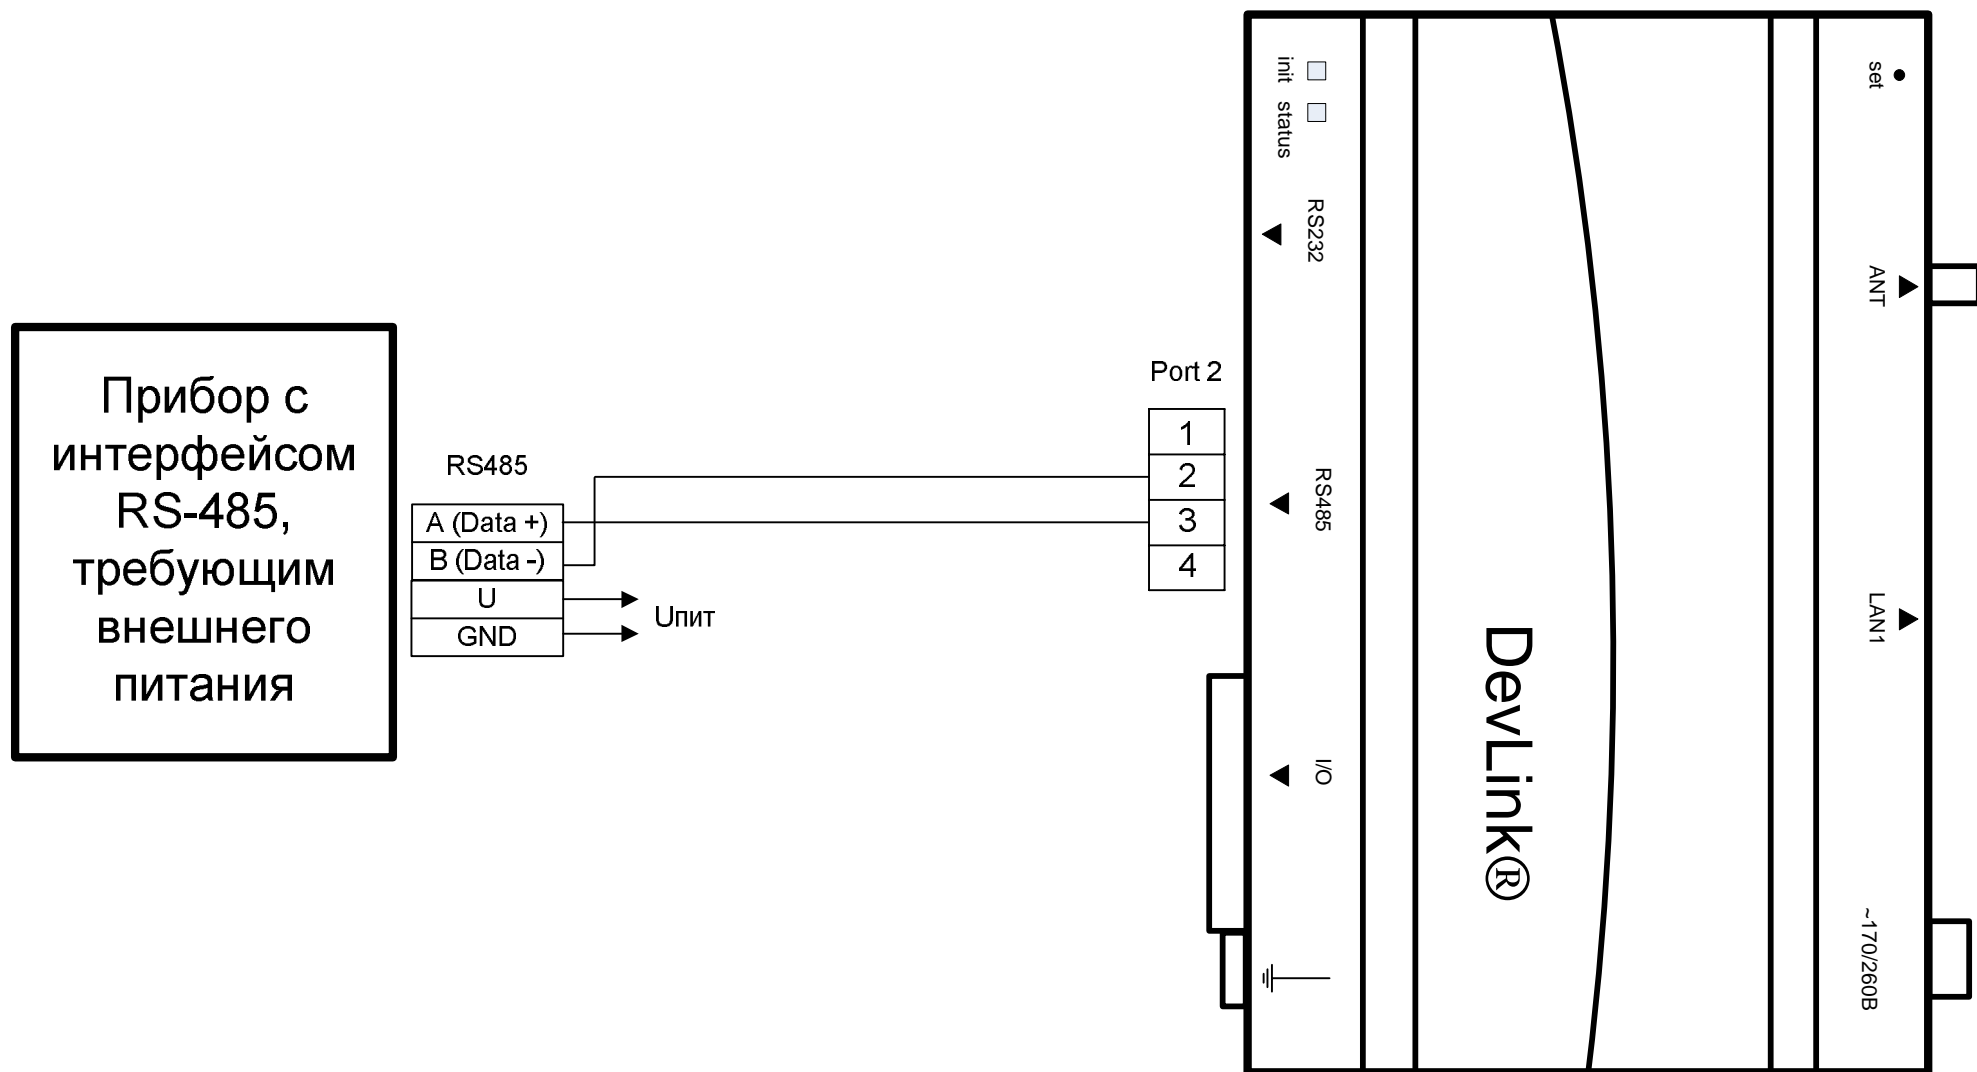 Прибор с
интерфейсом
RS-485,
требующим
внешнего
питания
RS485
A (Data +)
B (Data -)
U
GND
Uпит
Port 2
1
2
3
4
init
status
RS232
RS485
I/O
DevLink®
set
ANT
LAN1
~170/260В